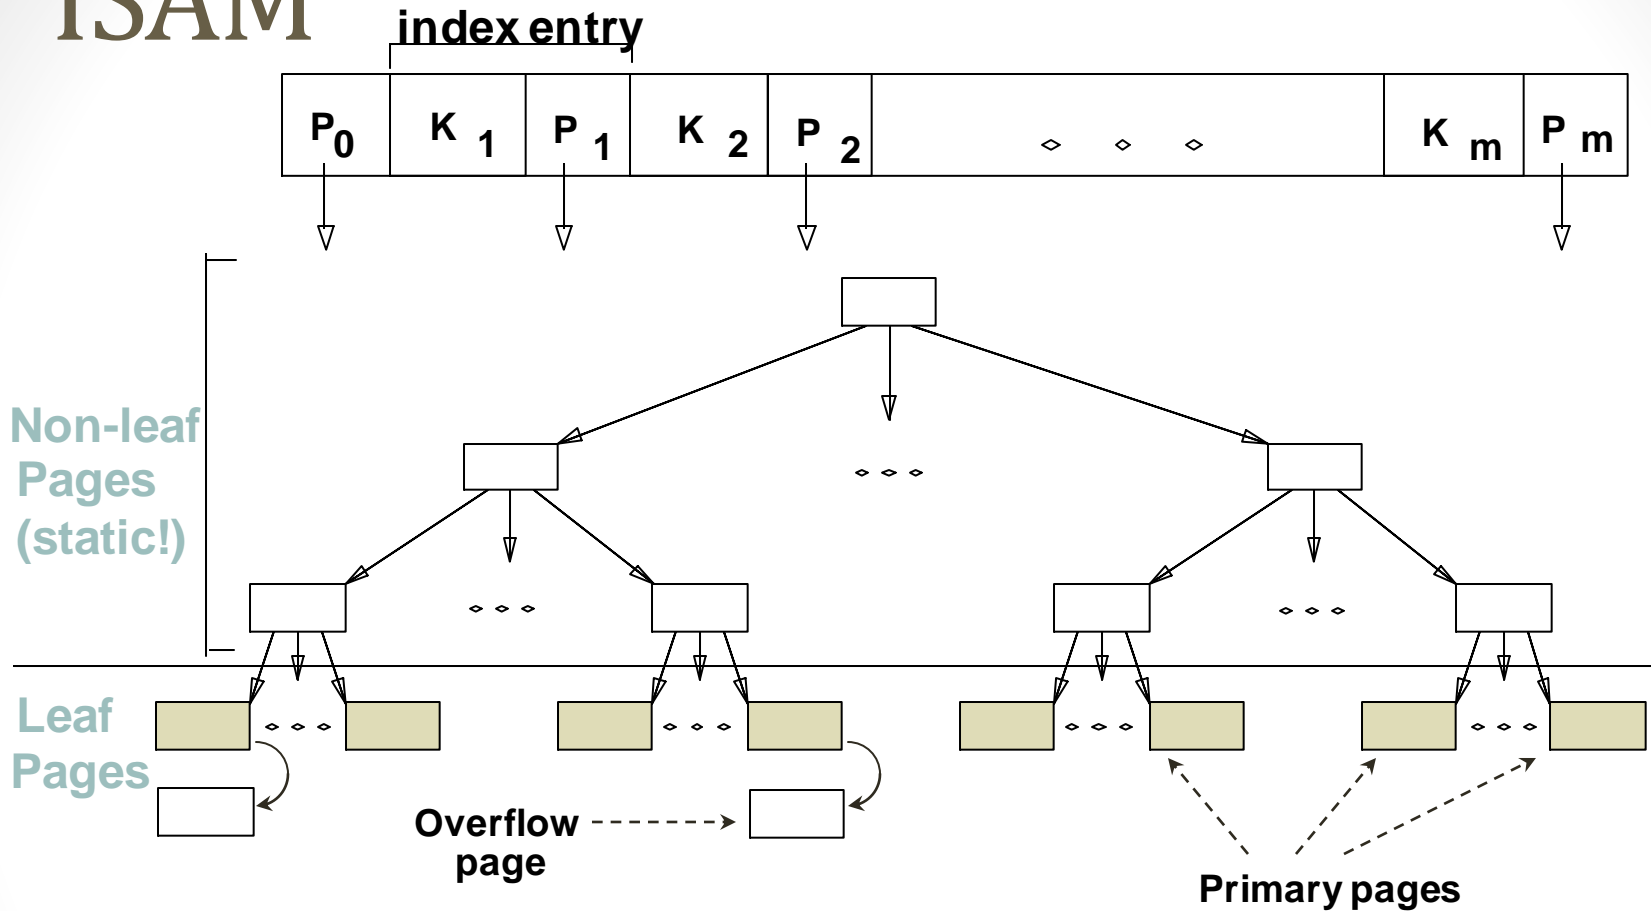 ISAM
index entry
P0 K 1 P 1 K 2 P 2 K m P m
Non-leaf
Pages
(static!)
Leaf
Pages
Overflow
page
Primary pages